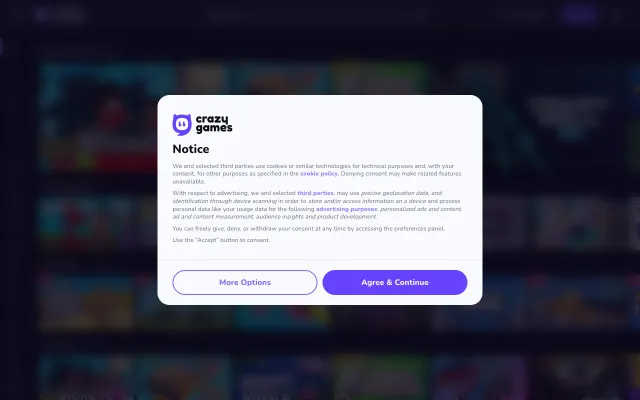 crazy
games
Notice
We and selected third parties use cookies or similar technologies for technical purposes and, with your
consent, for other purposes as specified in the cookie policy. Denying consent may make related features
unavailable.
With respect to advertising, we and selected third parties, may use precise geolocation data, and
identification through device scanning in order to store and/or access information on a device and process
personal data like your usage data for the following advertising purposes: personalized ads and content,
ad and content measurement, audience insights and product development.
You can freely give, deny, or withdraw your consent at any time by accessing the preferences panel.
Use the “Accept” button to consent.
More Options
Agree & Continue